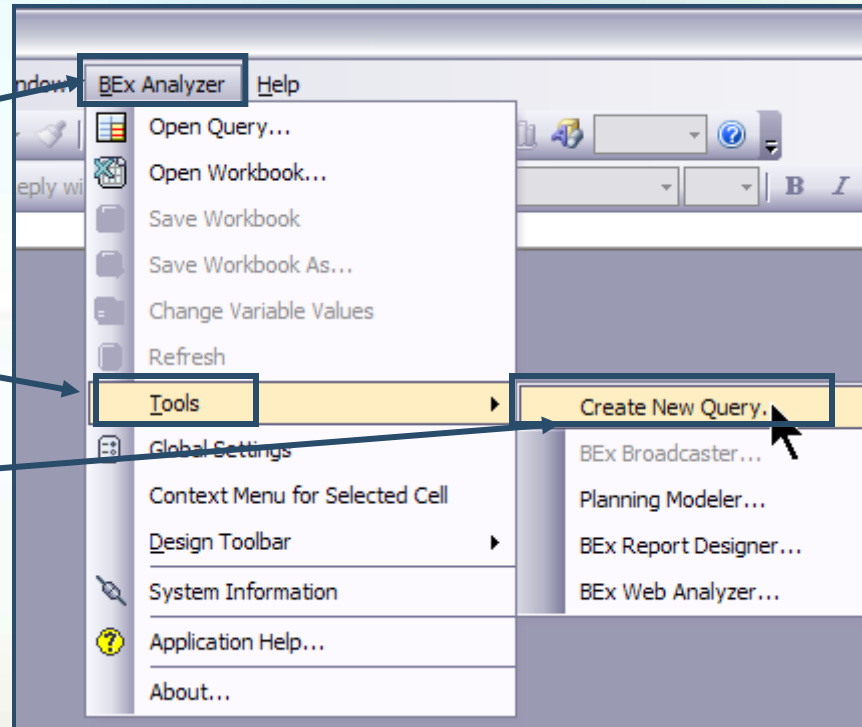 BEx Analyzer Help
Open Query...
Open Workbook...
eply wi
B I
Save Workbook
Save Workbook As...
Change Variable Values
Refresh
Tools
Create New Query.
Global Settings
BEx Broadcaster...
Context Menu for Selected Cell
Planning Modeler...
Design Toolbar
BEx Report Designer...
System Information
BEx Web Analyzer...
Application Help...
About...